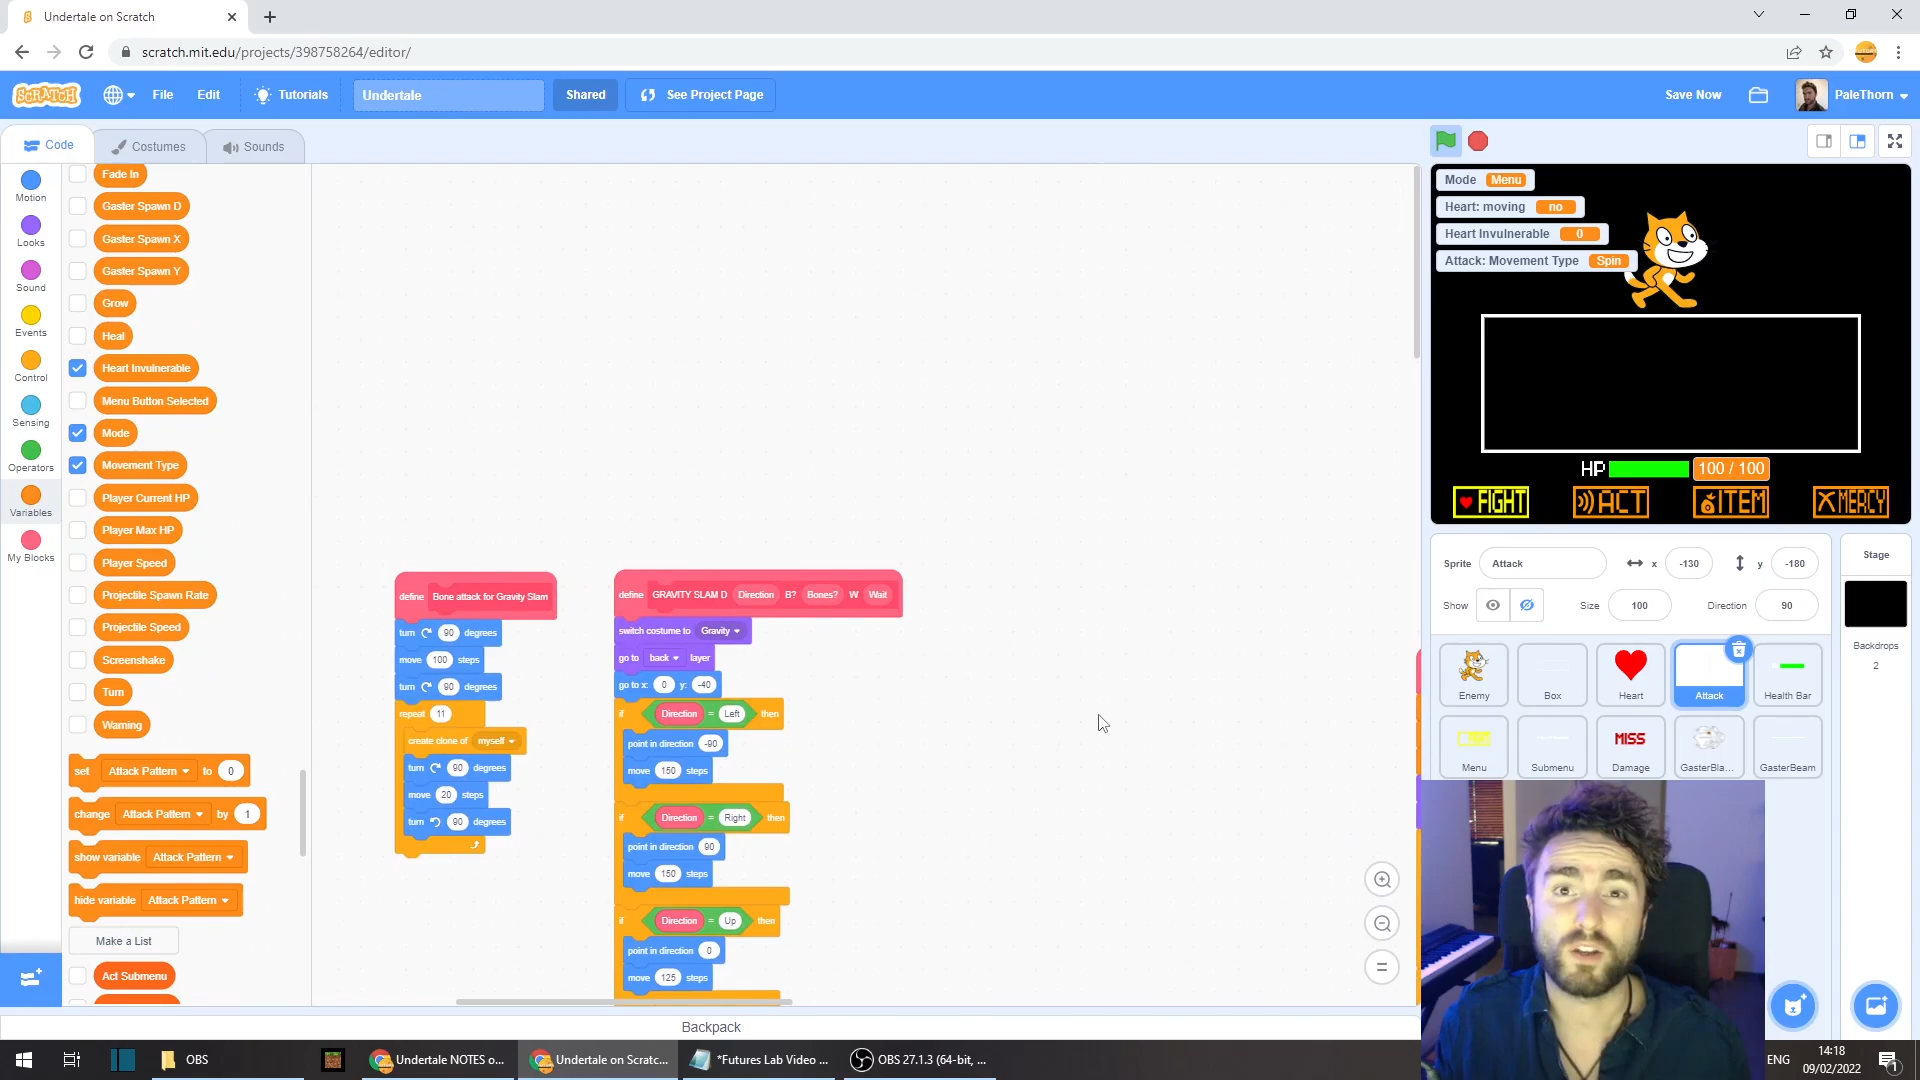 Undertale on Scratch
scratch.mit.edu/projects/398758264/editor/
SCRATCH
File
Edit
Tutorials
Undertale
Shared
See Project Page
Save Now
PaleThorn
Code
Costumes
Sounds
Motion
Looks
Sound
Events
Control
Sensing
Operators
Variables
My Blocks
Fade In
Gaster Spawn D
Gaster Spawn X
Gaster Spawn Y
Grow
Heal
Heart Invulnerable
Menu Button Selected
Mode
Movement Type
Player Current HP
Player Max HP
Player Speed
Projectile Spawn Rate
Projectile Speed
Screenshake
Turn
Warning
set Attack Pattern to 0
change Attack Pattern by 1
show variable Attack Pattern
hide variable Attack Pattern
Make a List
Act Submenu
define Bone attack for Gravity Slam
turn 90 degrees
move 100 steps
turn 90 degrees
repeat 11
create clone of myself
turn 90 degrees
move 20 steps
turn 90 degrees
define GRAVITY SLAM D Direction B? Bones? W Wait
switch costume to Gravity
go to back layer
go to x: 0 y: -40
if Direction = Left then
point in direction -90
move 150 steps
if Direction = Right then
point in direction 90
move 150 steps
if Direction = Up then
point in direction 0
move 125 steps
Backpack
Mode Menu
Heart: moving no
Heart Invulnerable 0
Attack: Movement Type Spin
HP 100 / 100
FIGHT
ACT
ITEM
MERCY
Sprite Attack x -130 y -180
Show Size 100 Direction 90
Stage
Backdrops
2
Enemy
Box
Heart
Attack
Health Bar
MISS
Menu
Submenu
Damage
GasterBla...
GasterBeam
OBS
Undertale NOTES o...
Undertale on Scratc...
*Futures Lab Video ...
OBS 27.1.3 (64-bit, ...
ENG
14:18
09/02/2022
1